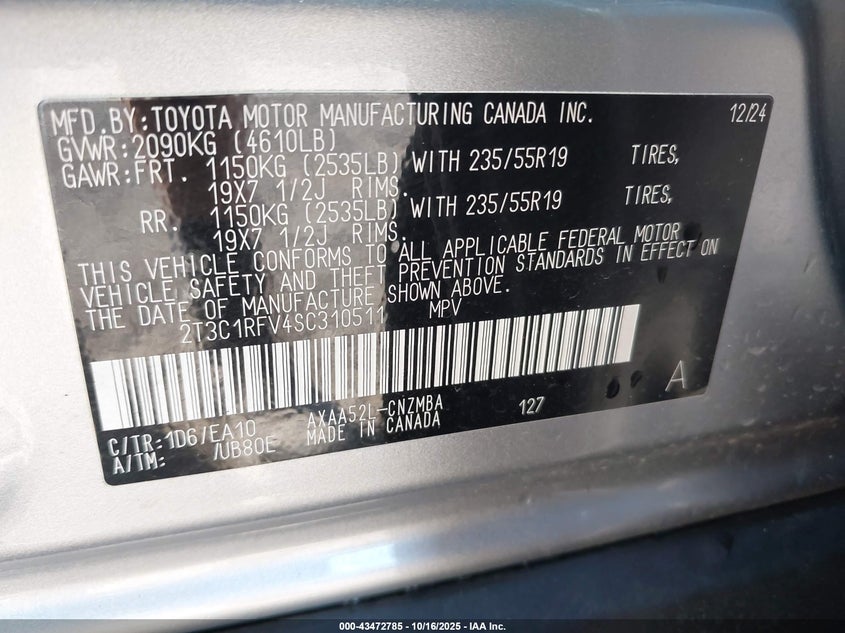 MFD.BY:TOYOTA MOTOR MANUFACTURING CANADA INC. 12/24
GVWR:2090KG (4610LB)
GAWR:FRT. 1150KG (2535LB) WITH 235/55R19 TIRES,
19X7 1/2J RIMS.
RR. 1150KG (2535LB) WITH 235/55R19 TIRES,
19X7 1/2J RIMS.
THIS VEHICLE CONFORMS TO ALL APPLICABLE FEDERAL MOTOR
VEHICLE SAFETY AND THEFT PREVENTION STANDARDS IN EFFECT ON
THE DATE OF MANUFACTURE SHOWN ABOVE.
2T3C1RFV4SC310511 MPV
A
C/TR:1D6/EA10 AXAA52L-CNZMBA 127
A/TM: /UB80E MADE IN CANADA
000-43472785 - 10/16/2025 - IAA Inc.